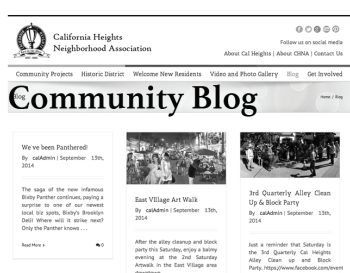 California Heights
Neighborhood Association
Follow us on social media
About Cal Heights | About CHNA | Contact Us
Community Projects Historic District Welcome New Residents Video and Photo Gallery Blog Get Involved
Blog
Community Blog
Home / Blog
We've been Panthered!
By calAdmin | September 13th,
2014
The saga of the now infamous
Bixby Panther continues, paying a
surprise to one of our newest
local biz spots, Bixby's Brooklyn
Deli! Where will it strike next?
Only the Panther knows . . .
Read More
0
East VIllage Art Walk
By calAdmin | September 13th,
2014
After the alley cleanup and block
party this Saturday, enjoy a balmy
evening at the 2nd Saturday
Artwalk in the East Village area
3rd Quarterly Alley Clean
Up & Block Party
By calAdmin | September 13th,
2014
Just a reminder that Saturday is
the 3rd Quarterly Cal Heights
Alley Clean up and Block
Party. https://www.facebook.com/event